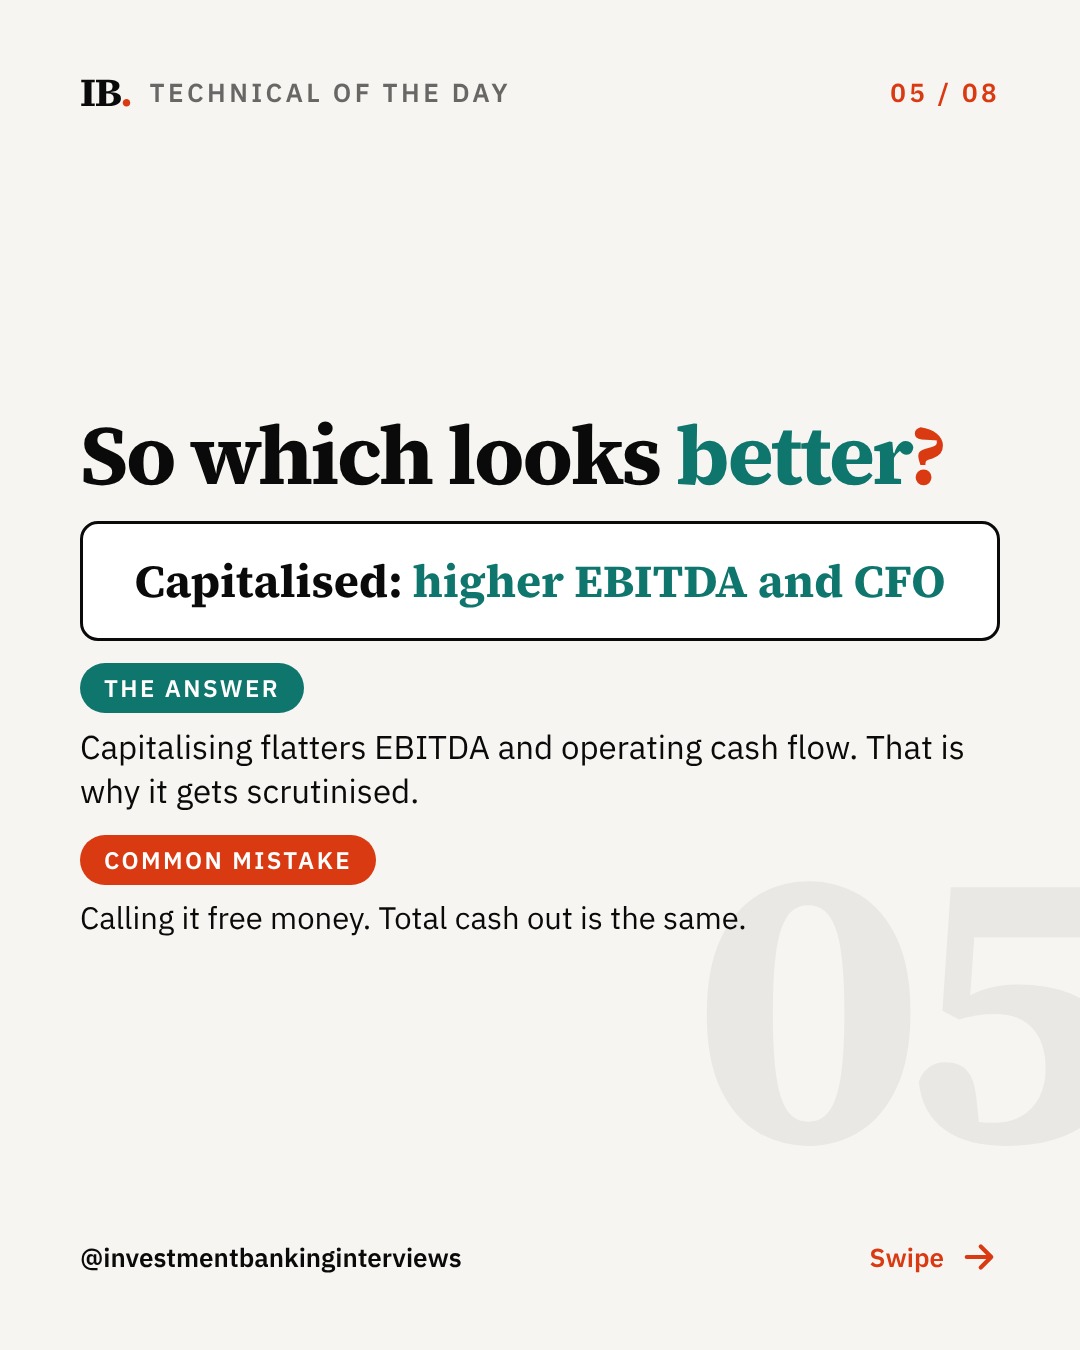 IB. TECHNICAL OF THE DAY
05 / 08
So which looks better?
Capitalised: higher EBITDA and CFO
THE ANSWER
Capitalising flatters EBITDA and operating cash flow. That is
why it gets scrutinised.
COMMON MISTAKE
Calling it free money. Total cash out is the same.
05
@investmentbankinginterviews
Swipe →